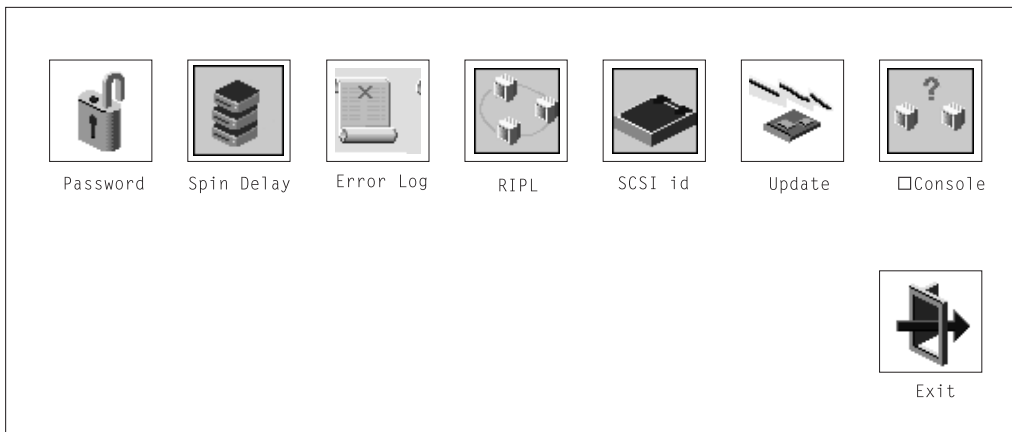 Password
Spin Delay
Error Log
RIPL
SCSI id
Update
□Console
Exit